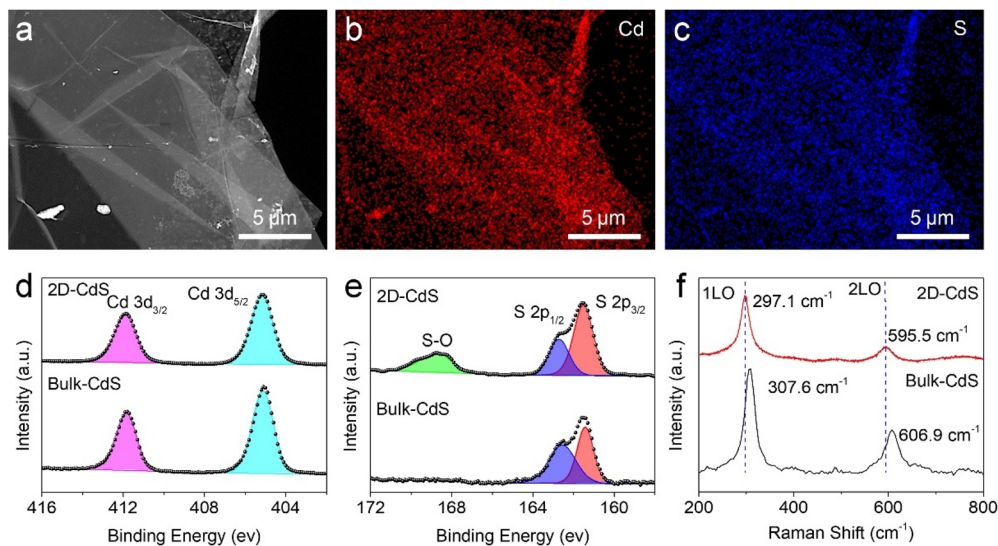 a
5 μm
b
Cd
5 μm
c
S
5 μm
d
2D-CdS
Cd 3d3/2
Cd 3d5/2
Bulk-CdS
Intensity (a.u.)
416 412 408 404
Binding Energy (ev)
e
2D-CdS
S-O
S 2p1/2
S 2p3/2
Bulk-CdS
Intensity (a.u.)
172 168 164 160
Binding Energy (ev)
f
1LO
297.1 cm-1
2LO
2D-CdS
595.5 cm-1
Bulk-CdS
307.6 cm-1
606.9 cm-1
Intensity (a.u.)
200 400 600 800
Raman Shift (cm-1)